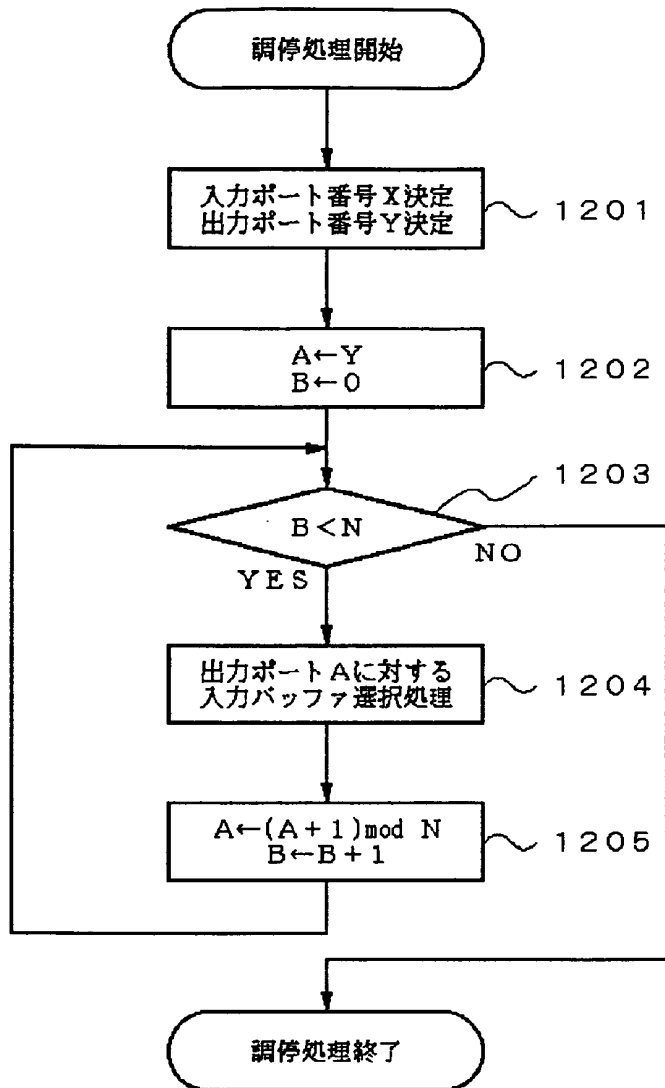 調停処理開始
入力ポート番号X決定
出力ポート番号Y決定
1201
A←Y
B←0
1202
1203
B<N
NO
YES
出力ポートAに対する
入力バッファ選択処理
1204
A←(A+1)mod N
B←B+1
1205
調停処理終了